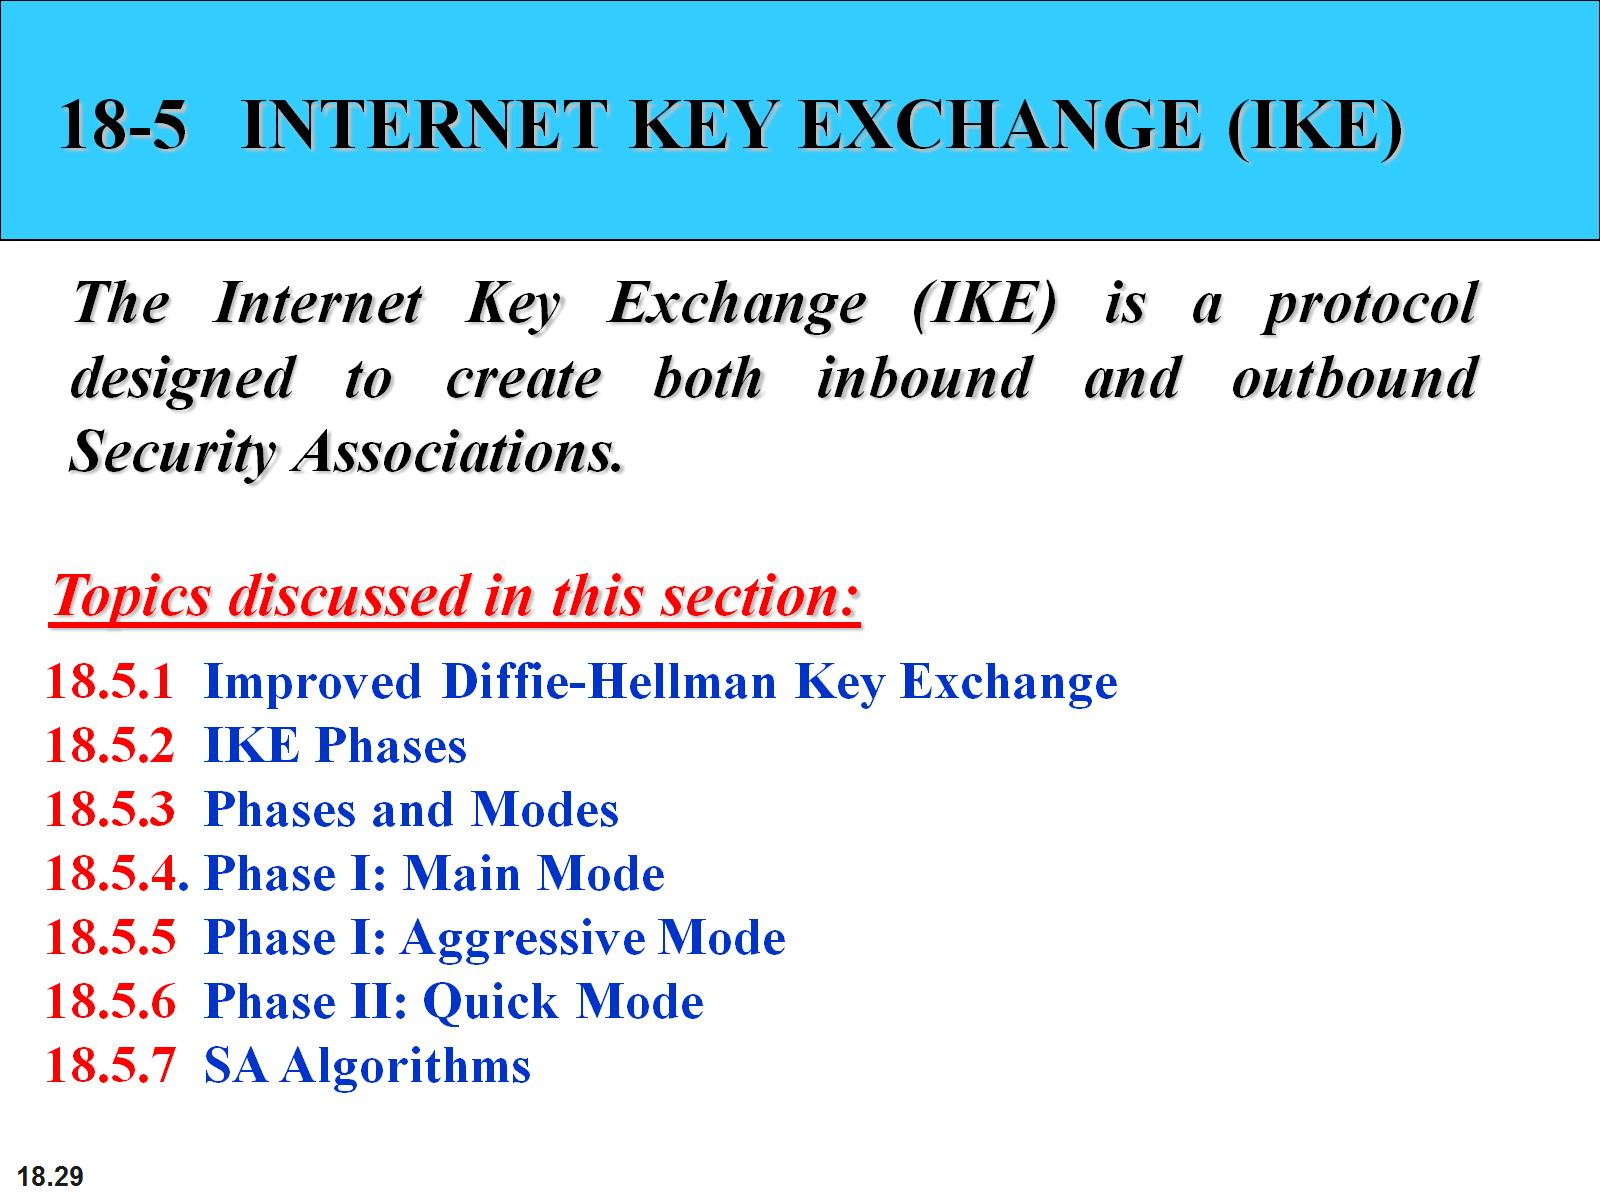 18-5 INTERNET KEY EXCHANGE (IKE)
The Internet Key Exchange (IKE) is a protocol
designed to create both inbound and outbound
Security Associations.
Topics discussed in this section:
18.5.1 Improved Diffie-Hellman Key Exchange
18.5.2 IKE Phases
18.5.3 Phases and Modes
18.5.4. Phase I: Main Mode
18.5.5 Phase I: Aggressive Mode
18.5.6 Phase II: Quick Mode
18.5.7 SA Algorithms
18.29